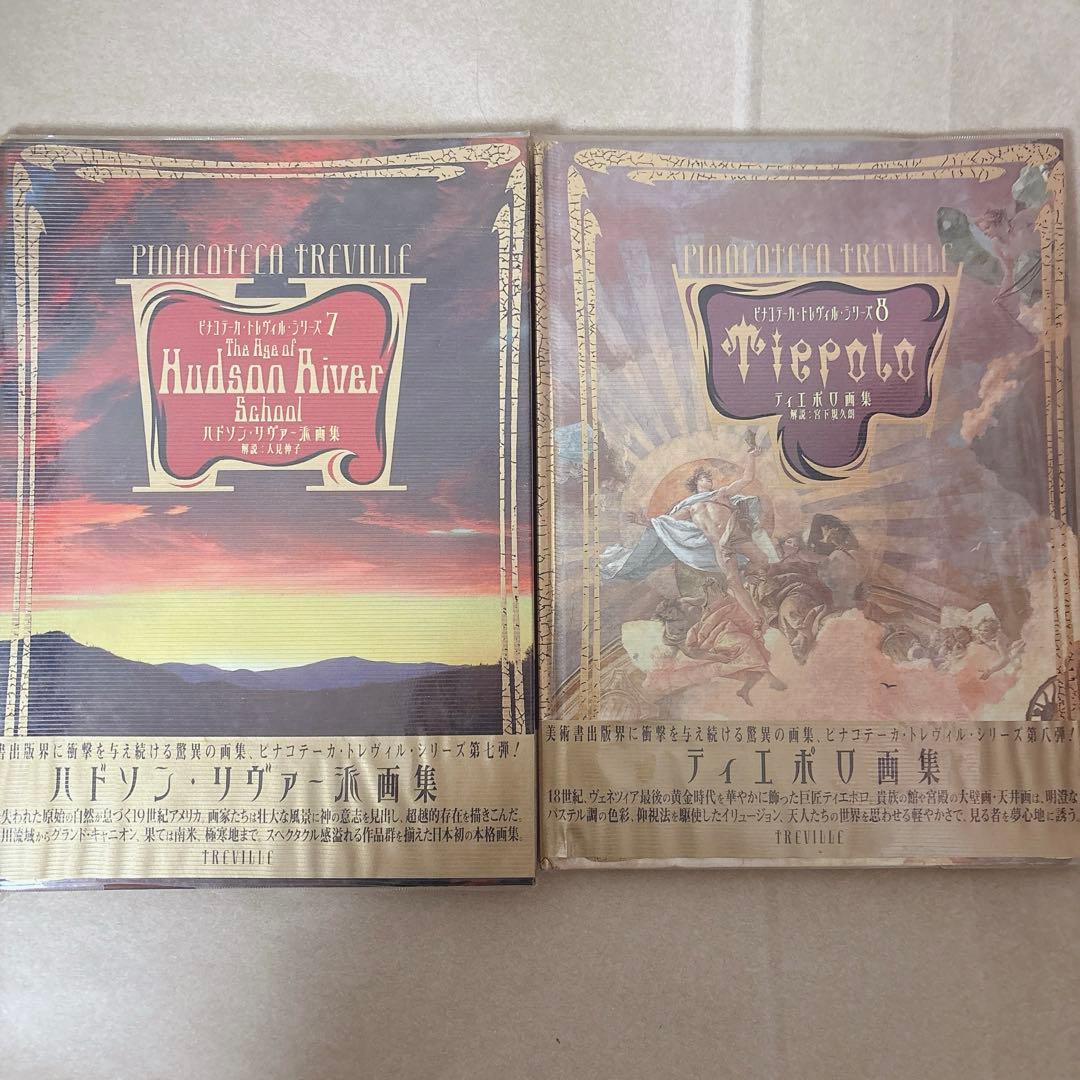 PINACOTECA TREVILLE
ピナコテーカ・トレヴィル・シリーズ7
The Age of
Hudson River
School
ハドソン・リヴァー派画集
解説:人見伸子
書出版界に衝撃を与え続ける驚異の画集、ピナコテーカ・トレヴィル・シリーズ第七弾!
ハドソン・リヴァー派画集
失われた原始の自然が息づく19世紀アメリカ。画家たちは壮大な風景に神の意志を見出し、超越的存在を描きこんだ。
川流域からグランド・キャニオン、果ては南米、極寒地まで。スペクタクル感溢れる作品群を揃えた日本初の本格画集。
TREVILLE
PINACOTECA TREVILLE
ピナコテーカ・トレヴィル・シリーズ8
Tiepolo
ティエポロ画集
解説:宮下規久朗
美術書出版界に衝撃を与え続ける驚異の画集、ピナコテーカ・トレヴィル・シリーズ第八弾!
ティエポロ画集
18世紀、ヴェネツィア最後の黄金時代を華やかに飾った巨匠ティエポロ。貴族の館や宮殿の大壁画・天井画は、明澄な
パステル調の色彩、仰視法を駆使したイリュージョン、天人たちの世界を思わせる軽やかさで、見る者を夢心地に誘う。
TREVILLE